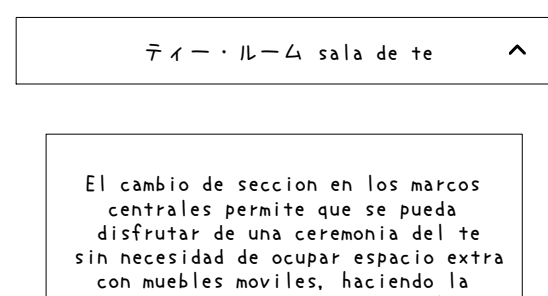 ティー・ルーム sala de te
El cambio de seccion en los marcos
centrales permite que se pueda
disfrutar de una ceremonia del te
sin necesidad de ocupar espacio extra
con muebles moviles, haciendo la